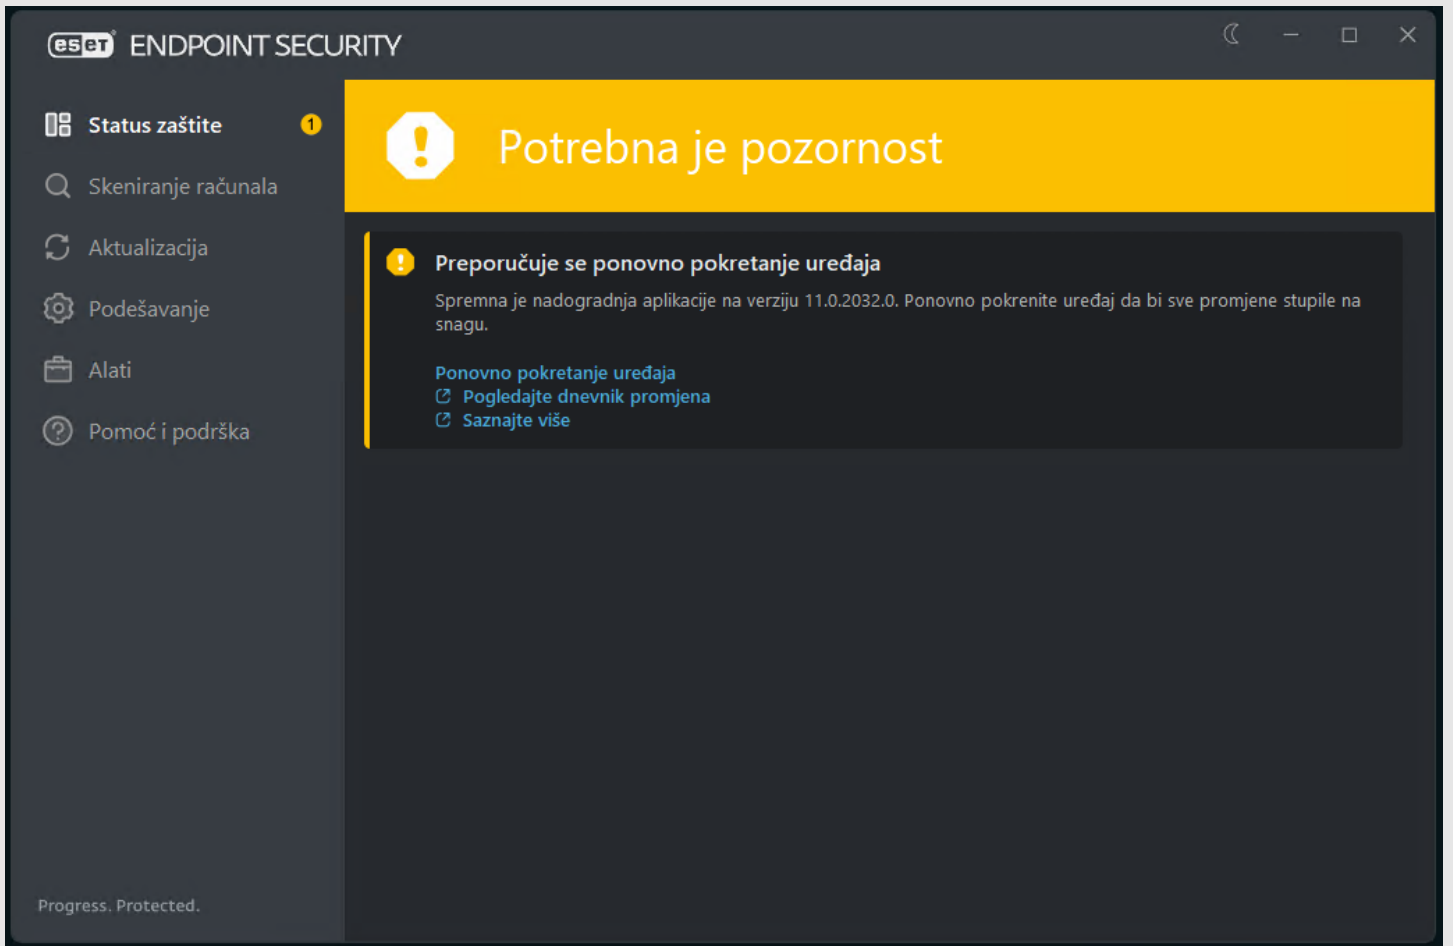 eset ENDPOINT SECURITY
Status zaštite 1
Skeniranje računala
Aktualizacija
Podešavanje
Alati
Pomoć i podrška
Progress. Protected.
Potrebna je pozornost
Preporučuje se ponovno pokretanje uređaja
Spremna je nadogradnja aplikacije na verziju 11.0.2032.0. Ponovno pokrenite uređaj da bi sve promjene stupile na
snagu.
Ponovno pokretanje uređaja
Pogledajte dnevnik promjena
Saznajte više